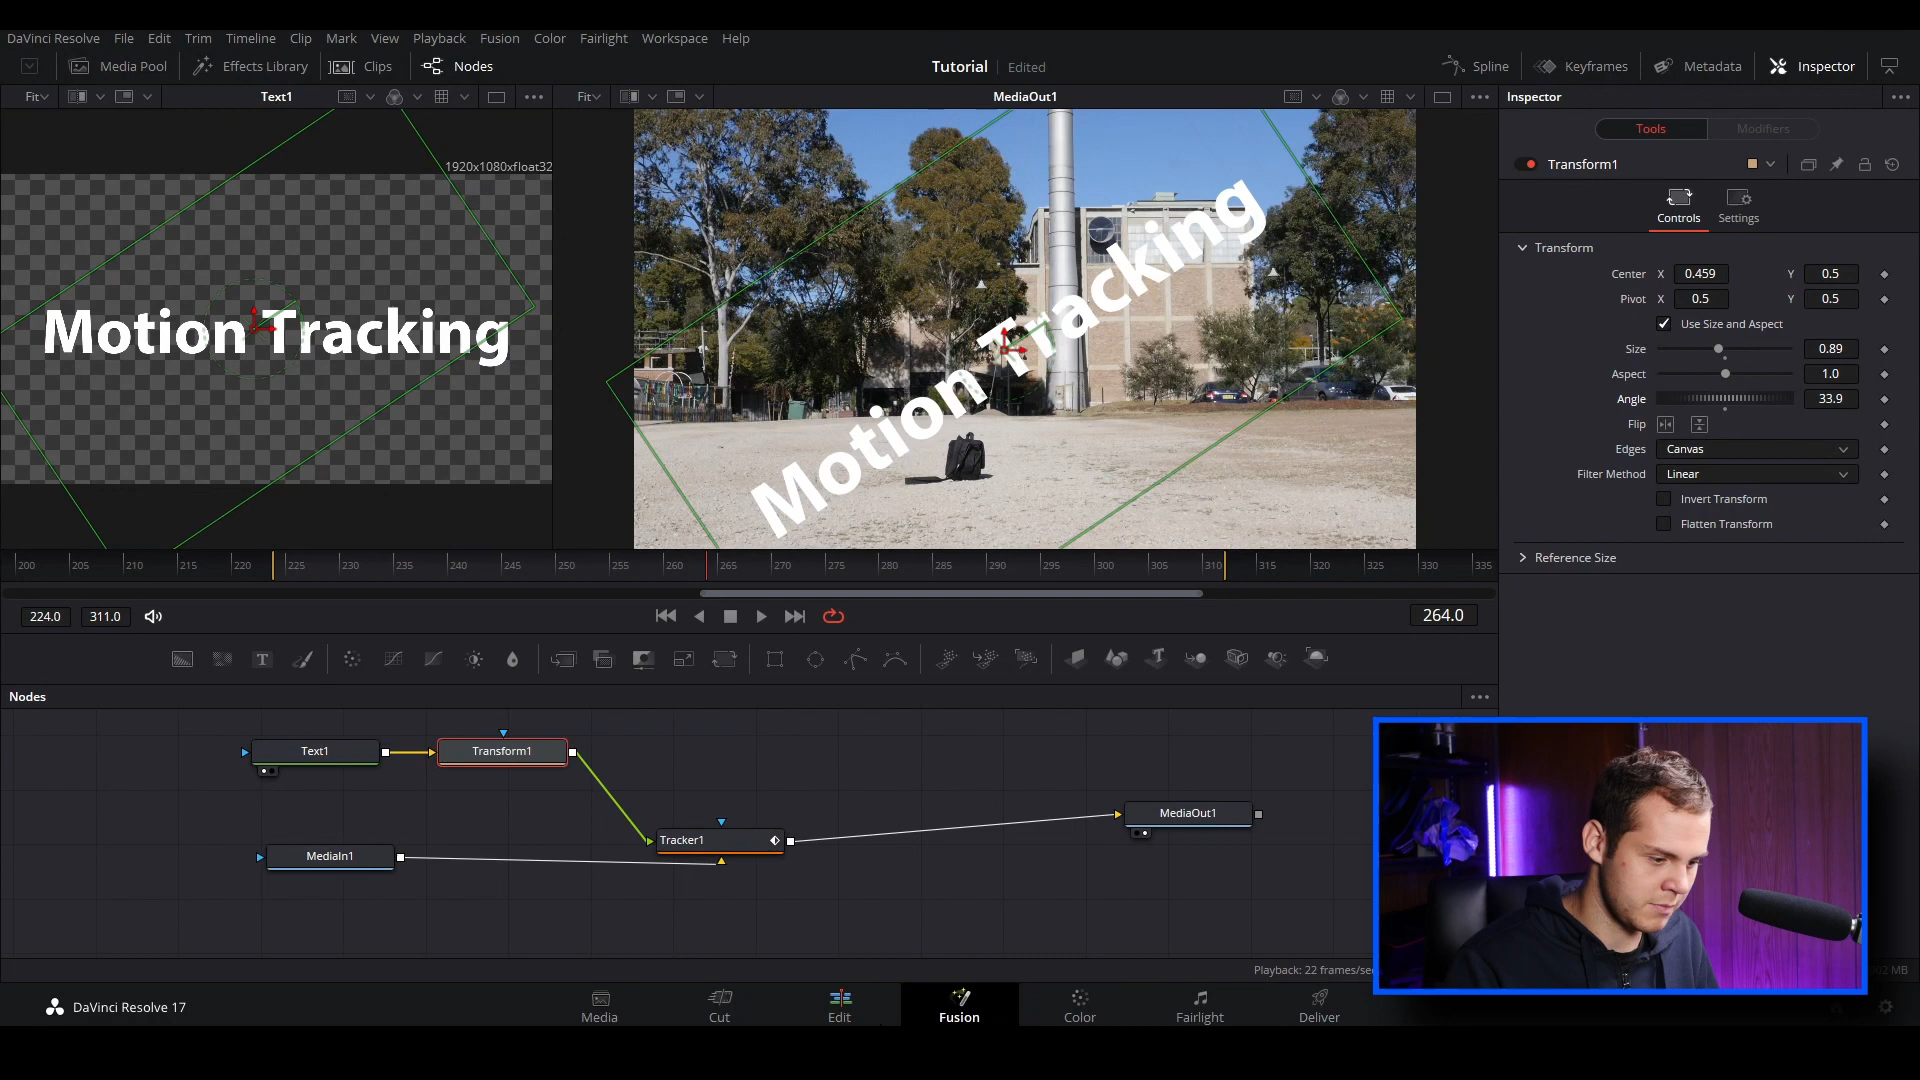 DaVinci Resolve File Edit Trim Timeline Clip Mark View Playback Fusion Color Fairlight Workspace Help
Media Pool Effects Library Clips Nodes Tutorial Edited Spline Keyframes Metadata Inspector
Fit Text1 Fit MediaOut1 Inspector
Tools Modifiers
1920x1080xfloat32
Transform1
Controls Settings
Transform
Center X 0.459 Y 0.5
Pivot X 0.5 Y 0.5
Use Size and Aspect
Size 0.89
Aspect 1.0
Angle 33.9
Flip
Edges Canvas
Filter Method Linear
Invert Transform
Flatten Transform
Reference Size
Motion Tracking
Motion Tracking
200 205 210 215 220 225 230 235 240 245 250 255 260 265 270 275 280 285 290 295 300 305 310 315 320 325 330 335
224.0 311.0 264.0
Nodes
Text1 Transform1
MediaOut1
Tracker1
MediaIn1
Playback: 22 frames/se
02 MB
DaVinci Resolve 17
Media Cut Edit Fusion Color Fairlight Deliver